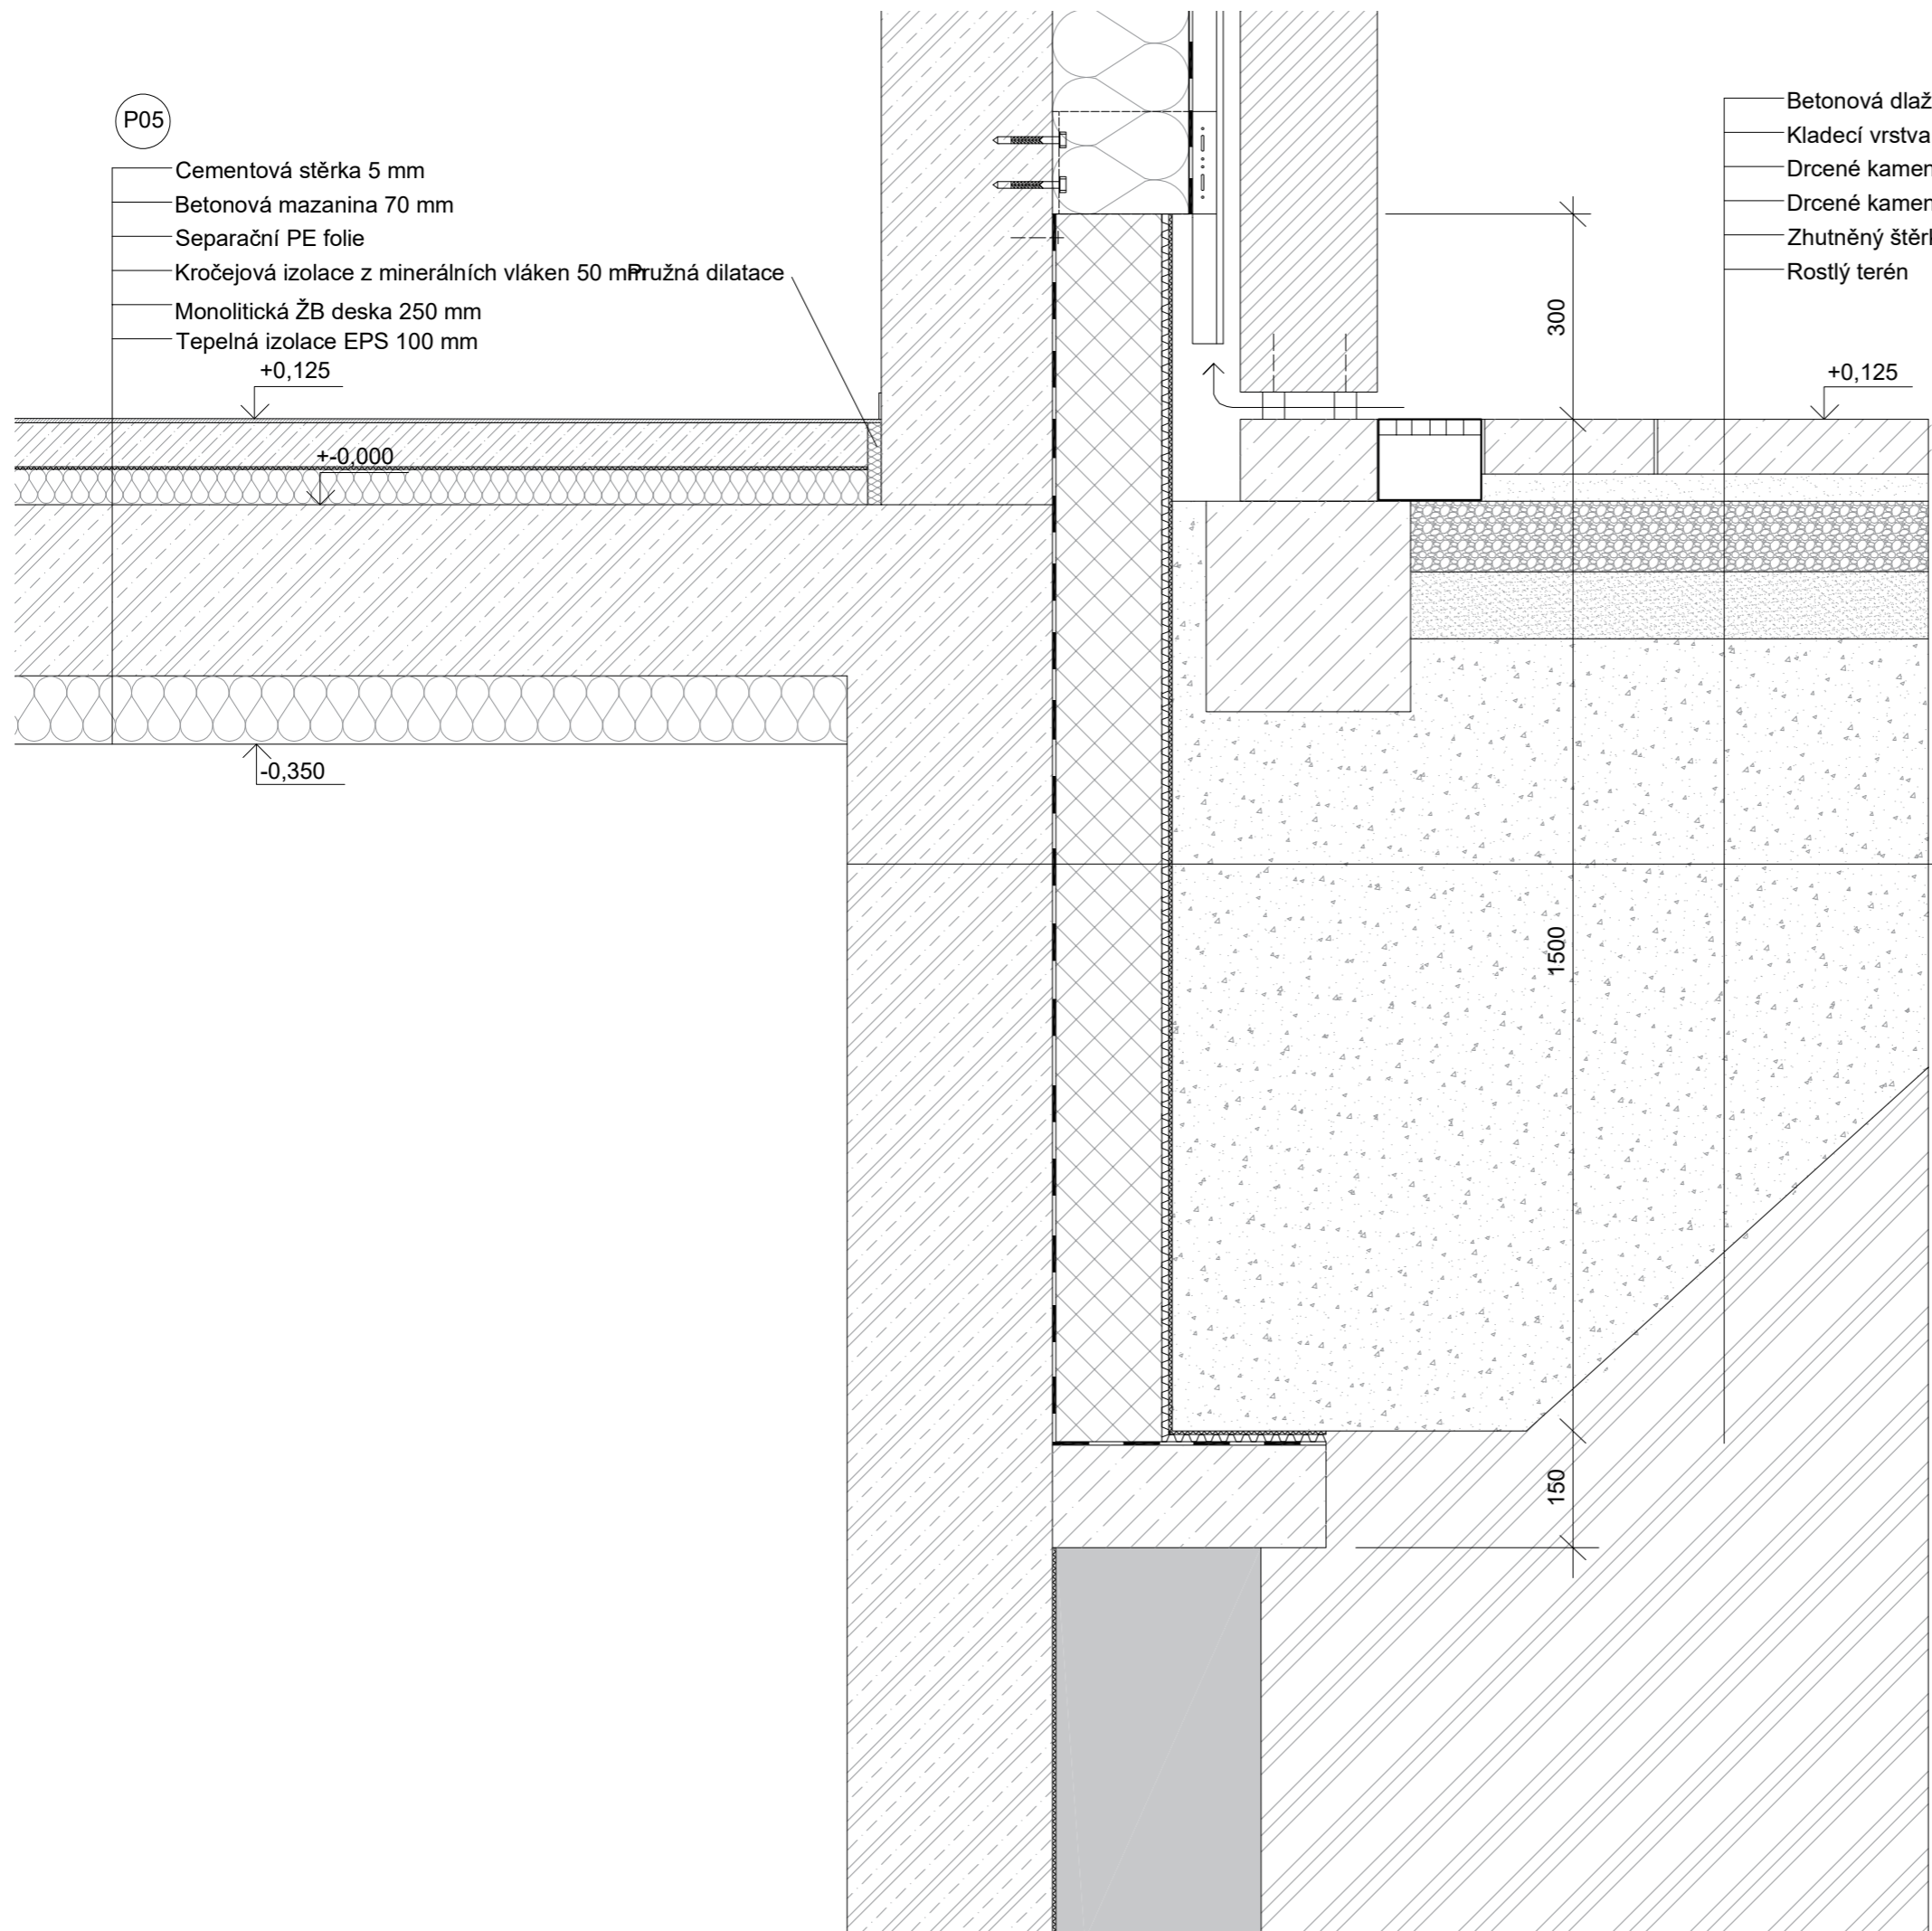 P05
Cementová stěrka 5 mm
Betonová mazanina 70 mm
Separační PE folie
Kročejová izolace z minerálních vláken 50 mm
Pružná dilatace
Monolitická ŽB deska 250 mm
Tepelná izolace EPS 100 mm
+0,125
+-0,000
-0,350
Betonová dlaž
Kladecí vrstva
Drcené kamen
Drcené kamen
Zhutněný štěr
Rostlý terén
+0,125
300
1500
150